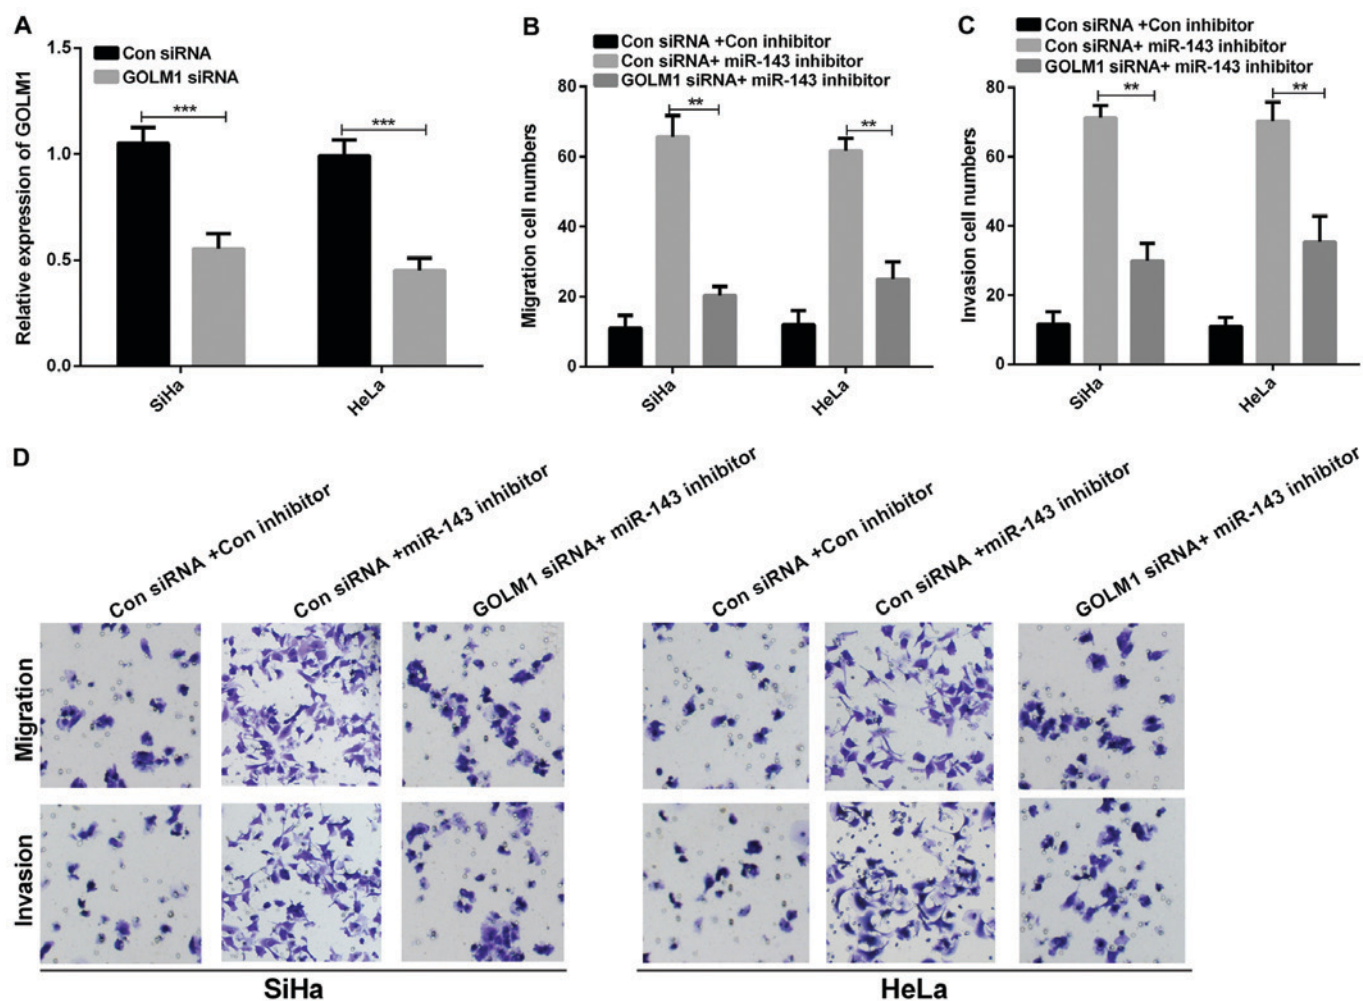 A
Relative expression of GOLM1
1.5
1.0
0.5
0.0
Con siRNA
GOLM1 siRNA
***
***
SiHa
HeLa
B
Con siRNA +Con inhibitor
Con siRNA+ miR-143 inhibitor
GOLM1 siRNA+ miR-143 inhibitor
Migration cell numbers
80
60
40
20
0
**
**
SiHa
HeLa
C
Con siRNA +Con inhibitor
Con siRNA+ miR-143 inhibitor
GOLM1 siRNA+ miR-143 inhibitor
Invasion cell numbers
80
60
40
20
0
**
**
SiHa
HeLa
D
Con siRNA +Con inhibitor
Con siRNA +miR-143 inhibitor
GOLM1 siRNA+ miR-143 inhibitor
Con siRNA +Con inhibitor
Con siRNA +miR-143 inhibitor
GOLM1 siRNA+ miR-143 inhibitor
Migration
Invasion
SiHa
HeLa